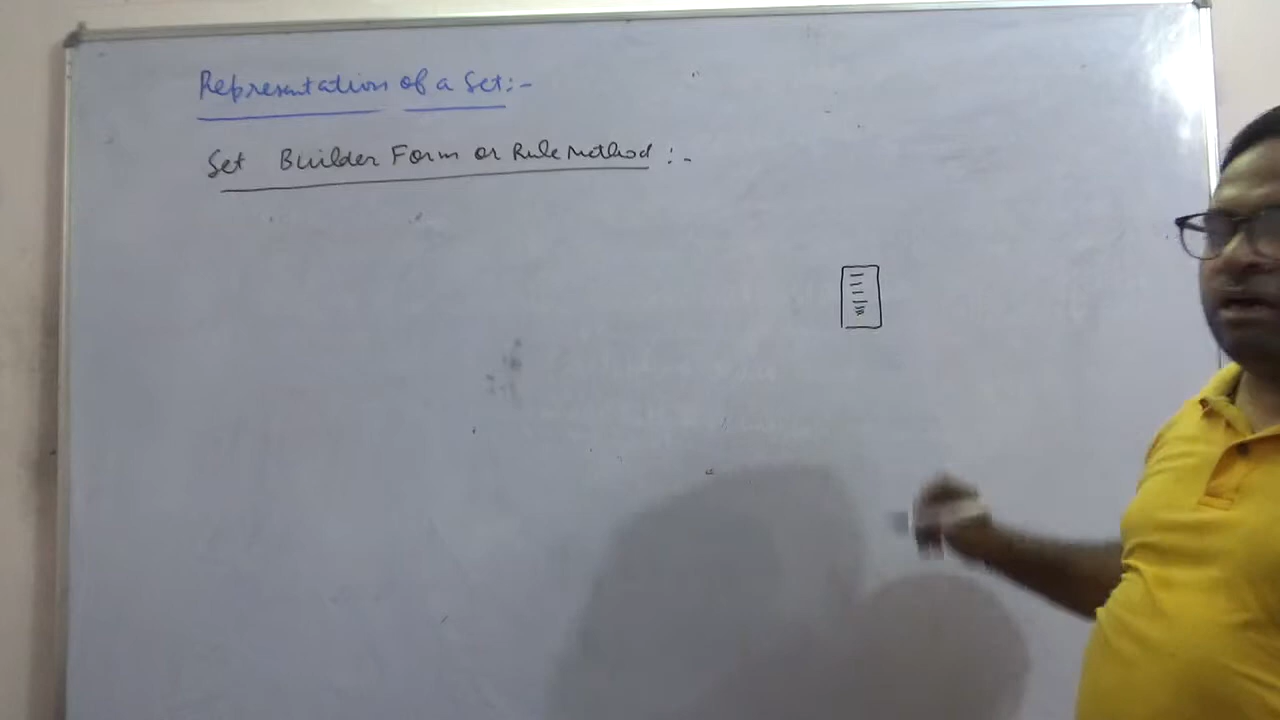 Representation of a Set:-
Set Builder Form or Rule Method :-